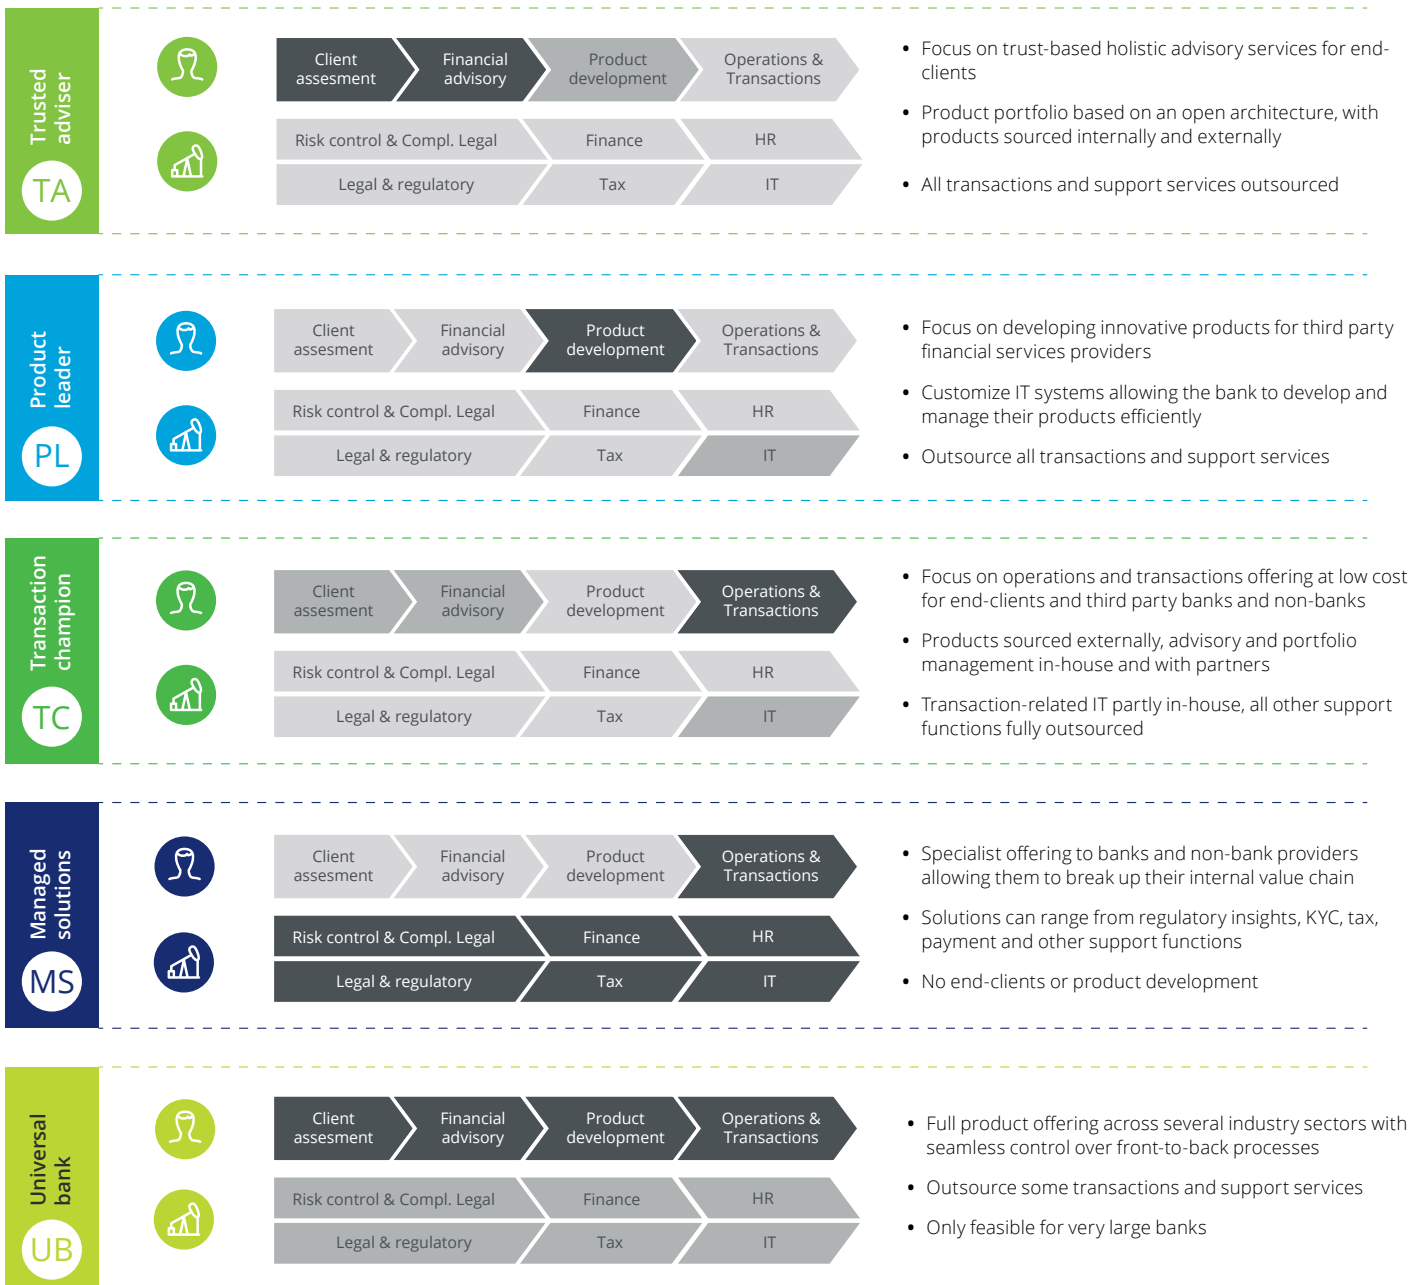 Trusted
adviser
TA
Client
assesment
Financial
advisory
Product
development
Operations &
Transactions
Risk control & Compl. Legal
Finance
HR
Legal & regulatory
Tax
IT
• Focus on trust-based holistic advisory services for end-
clients
• Product portfolio based on an open architecture, with
products sourced internally and externally
• All transactions and support services outsourced
Product
leader
PL
Client
assesment
Financial
advisory
Product
development
Operations &
Transactions
Risk control & Compl. Legal
Finance
HR
Legal & regulatory
Tax
IT
• Focus on developing innovative products for third party
financial services providers
• Customize IT systems allowing the bank to develop and
manage their products efficiently
• Outsource all transactions and support services
Transaction
champion
TC
Client
assesment
Financial
advisory
Product
development
Operations &
Transactions
Risk control & Compl. Legal
Finance
HR
Legal & regulatory
Tax
IT
• Focus on operations and transactions offering at low cost
for end-clients and third party banks and non-banks
• Products sourced externally, advisory and portfolio
management in-house and with partners
• Transaction-related IT partly in-house, all other support
functions fully outsourced
Managed
solutions
MS
Client
assesment
Financial
advisory
Product
development
Operations &
Transactions
Risk control & Compl. Legal
Finance
HR
Legal & regulatory
Tax
IT
• Specialist offering to banks and non-bank providers
allowing them to break up their internal value chain
• Solutions can range from regulatory insights, KYC, tax,
payment and other support functions
• No end-clients or product development
Universal
bank
UB
Client
assesment
Financial
advisory
Product
development
Operations &
Transactions
Risk control & Compl. Legal
Finance
HR
Legal & regulatory
Tax
IT
• Full product offering across several industry sectors with
seamless control over front-to-back processes
• Outsource some transactions and support services
• Only feasible for very large banks